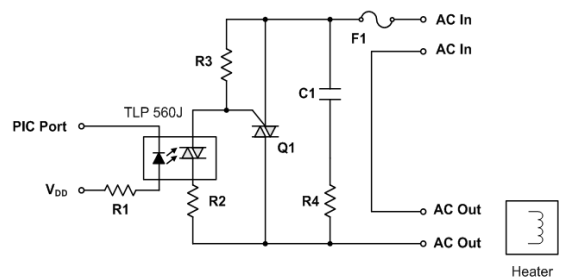 AC In
F1
AC In
R3
C1
TLP 560J
PIC Port
Q1
VDD
R1
R2
R4
AC Out
AC Out
Heater